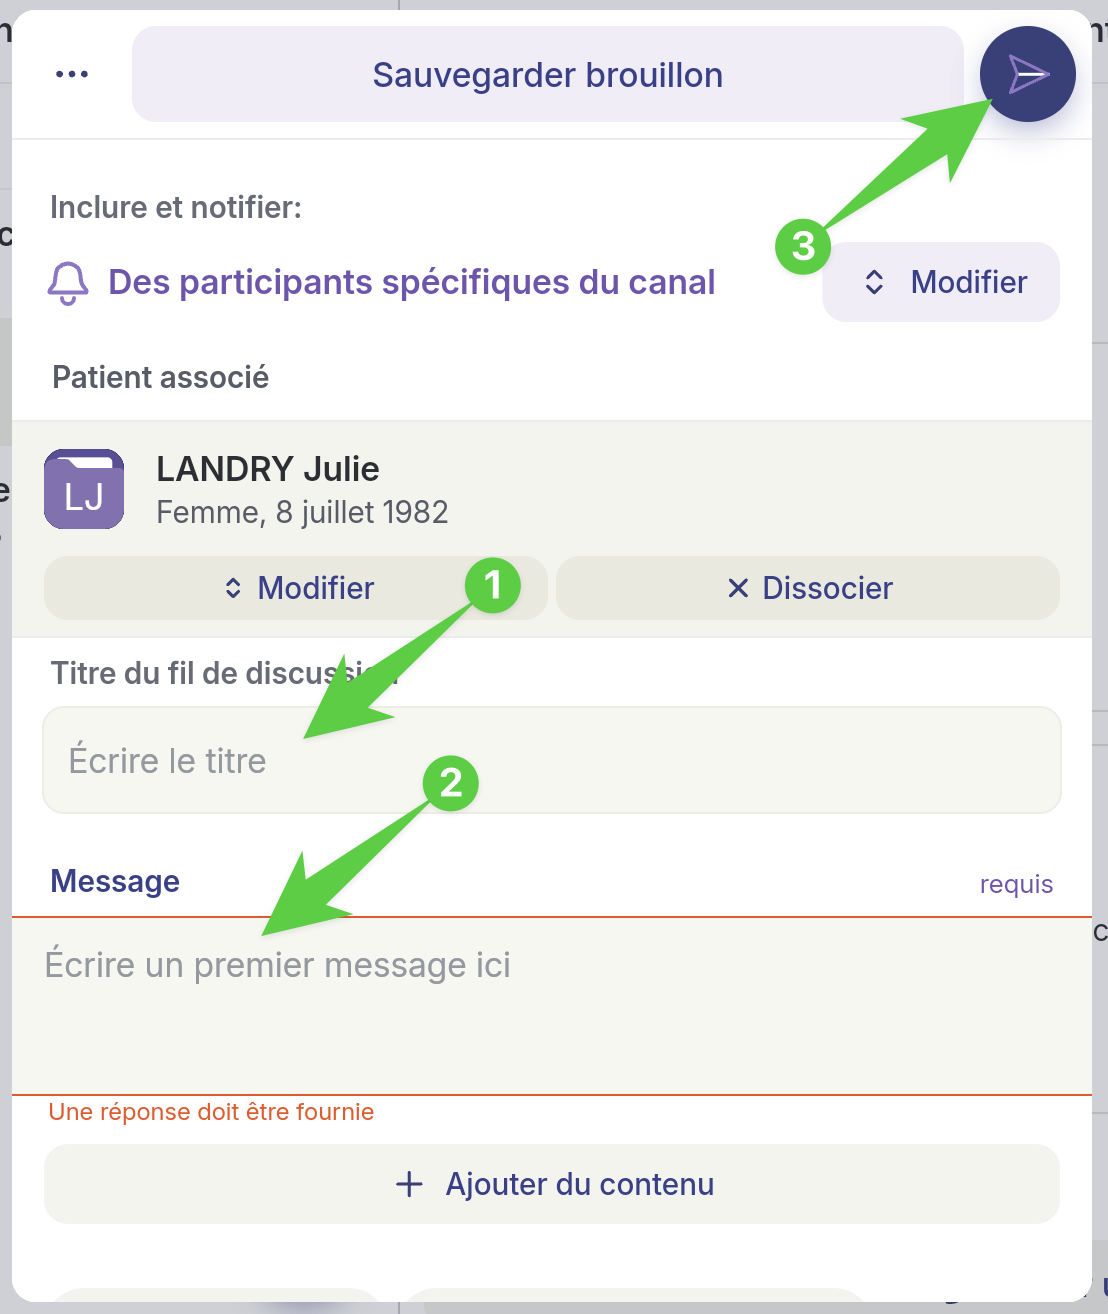 Sauvegarder brouillon
Inclure et notifier:
3
Des participants spécifiques du canal
Modifier
Patient associé
LJ
LANDRY Julie
Femme, 8 juillet 1982
Modifier
1
Dissocier
Titre du fil de
Écrire le titre
2
Message
requis
Écrire un premier message ici
Une réponse doit être fournie
Ajouter du contenu